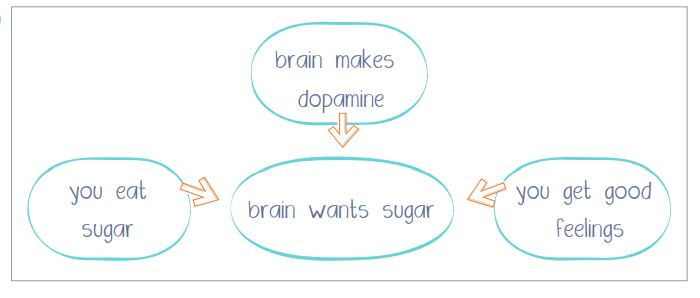 brain makes
dopamine
you eat
sugar
brain wants sugar
you get good
feelings